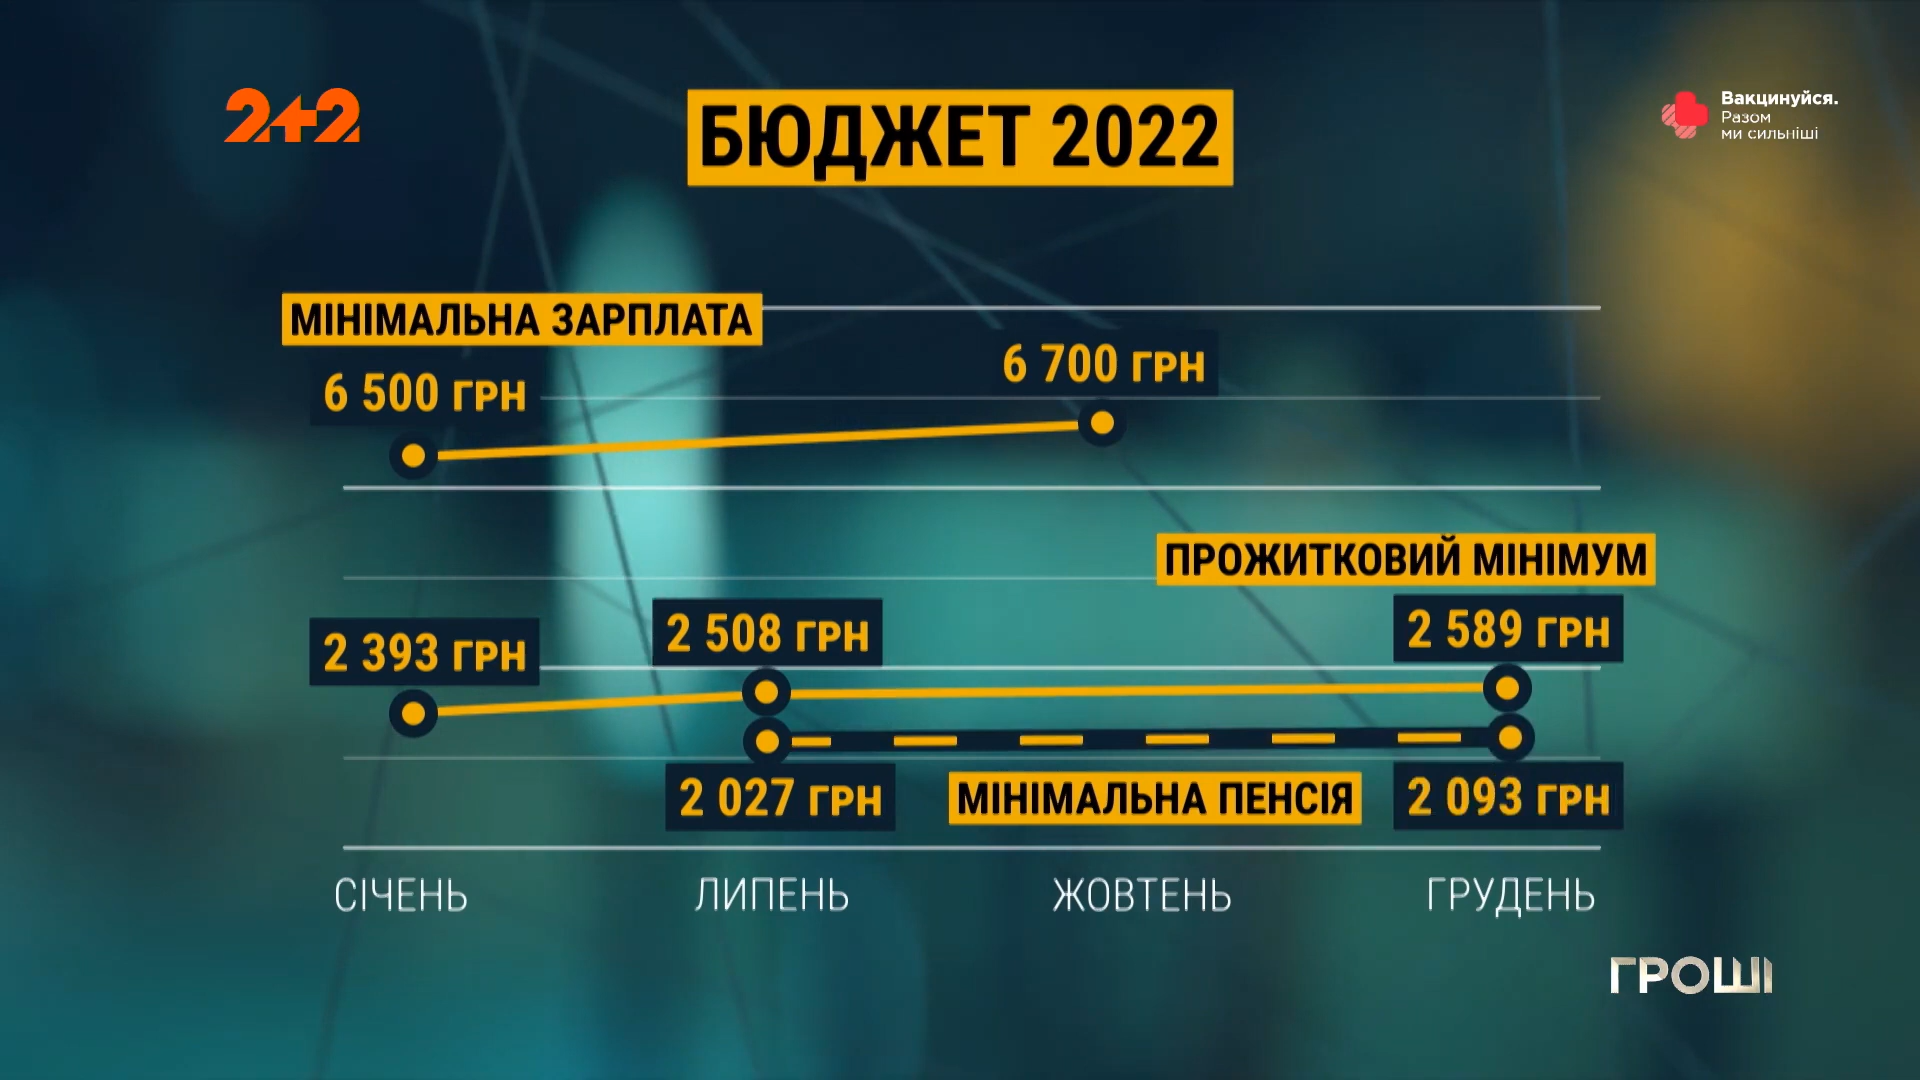 2+2
БЮДЖЕТ 2022
Вакцинуйся.
Разом
ми сильніші
МІНІМАЛЬНА ЗАРПЛАТА
6 500 ГРН
6 700 ГРН
ПРОЖИТКОВИЙ МІНІМУМ
2 393 ГРН
2 508 ГРН
2 589 ГРН
2 027 ГРН
МІНІМАЛЬНА ПЕНСІЯ
2 093 ГРН
СІЧЕНЬ
ЛИПЕНЬ
ЖОВТЕНЬ
ГРУДЕНЬ
ГРОШІ